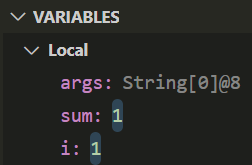 VARIABLES
Local
args: String[0]@8
sum: 1
i: 1